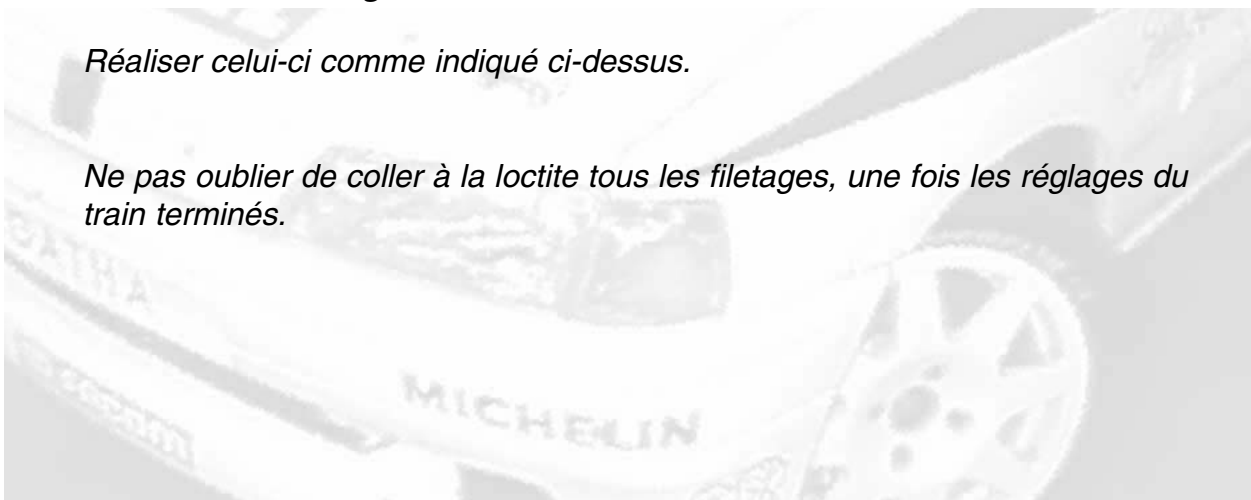 Réaliser celui-ci comme indiqué ci-dessus.
Ne pas oublier de coller à la loctite tous les filetages, une fois les réglages du
train terminés.
MICHELIN